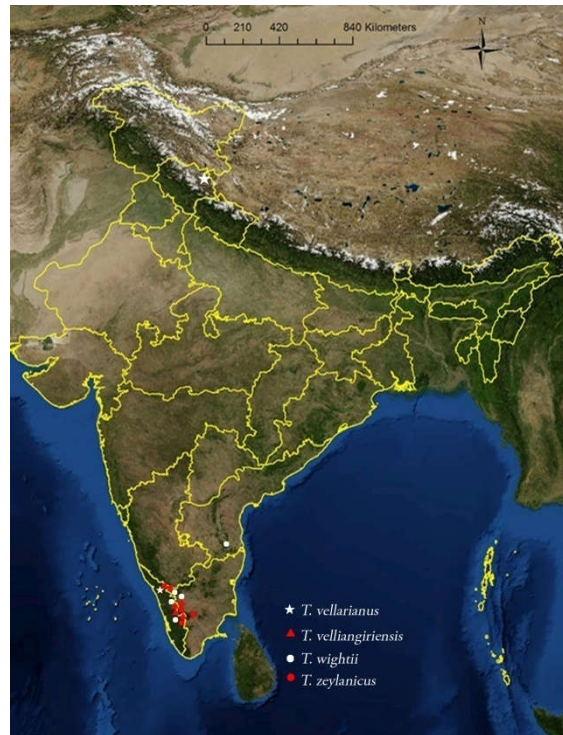 N
0 210 420 840 Kilometers
T. vellarianus
T. velliangiriensis
T. wightii
T. zeylanicus